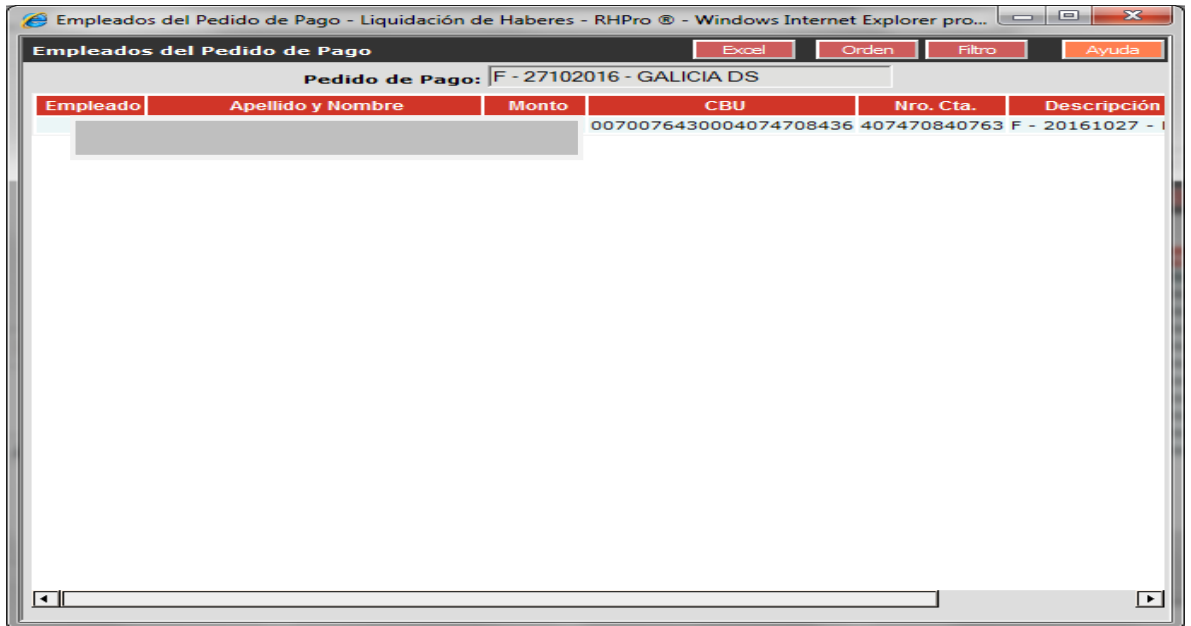 Empleados del Pedido de Pago - Liquidación de Haberes - RHPro ® - Windows Internet Explorer pro...
Empleados del Pedido de Pago Excel Orden Filtro Ayuda
Pedido de Pago: F - 27102016 - GALICIA DS
Empleado Apellido y Nombre Monto CBU Nro. Cta. Descripción
0070076430004074708436 407470840763 F - 20161027 -